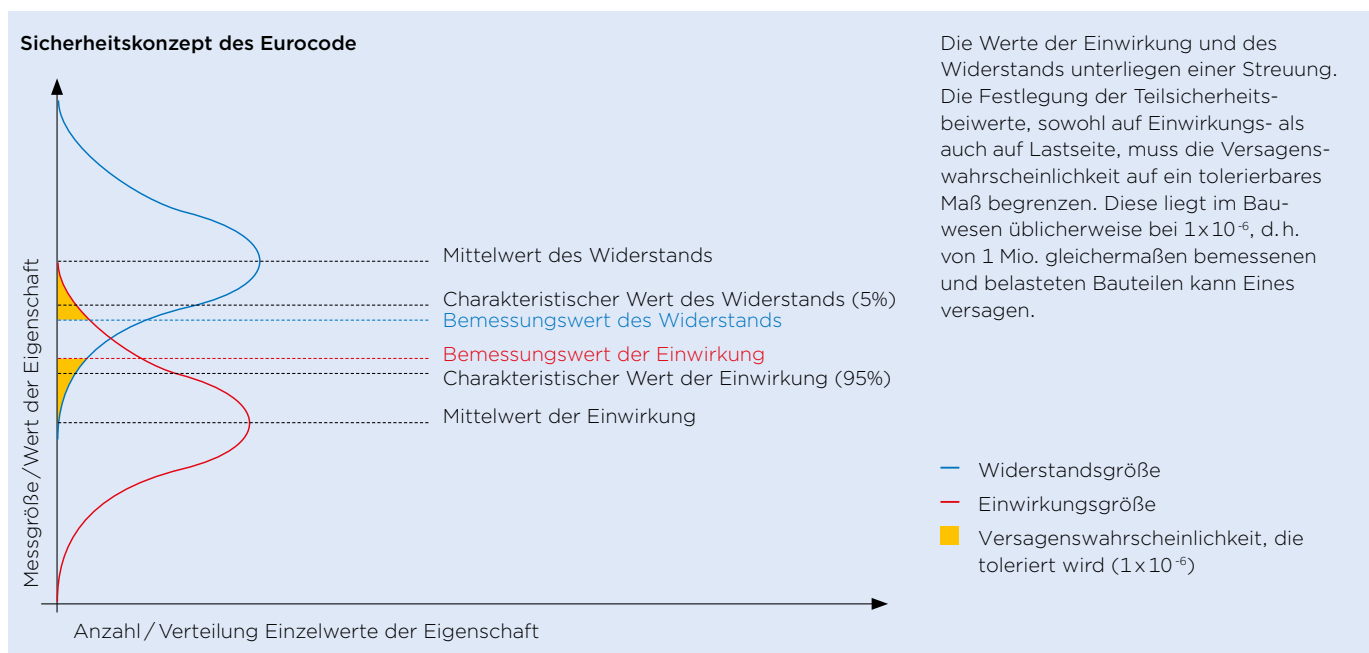 Sicherheitskonzept des Eurocode
Messgröße / Wert der Eigenschaft
Mittelwert des Widerstands
Charakteristischer Wert des Widerstands (5%)
Bemessungswert des Widerstands
Bemessungswert der Einwirkung
Charakteristischer Wert der Einwirkung (95%)
Mittelwert der Einwirkung
Anzahl / Verteilung Einzelwerte der Eigenschaft
Die Werte der Einwirkung und des
Widerstands unterliegen einer Streuung.
Die Festlegung der Teilsicherheits-
beiwerte, sowohl auf Einwirkungs- als
auch auf Lastseite, muss die Versagens-
wahrscheinlichkeit auf ein tolerierbares
Maß begrenzen. Diese liegt im Bau-
wesen üblicherweise bei 1 x 10⁻⁶, d. h.
von 1 Mio. gleichermaßen bemessenen
und belasteten Bauteilen kann Eines
versagen.
Widerstandsgröße
Einwirkungsgröße
Versagenswahrscheinlichkeit, die
toleriert wird (1 x 10⁻⁶)